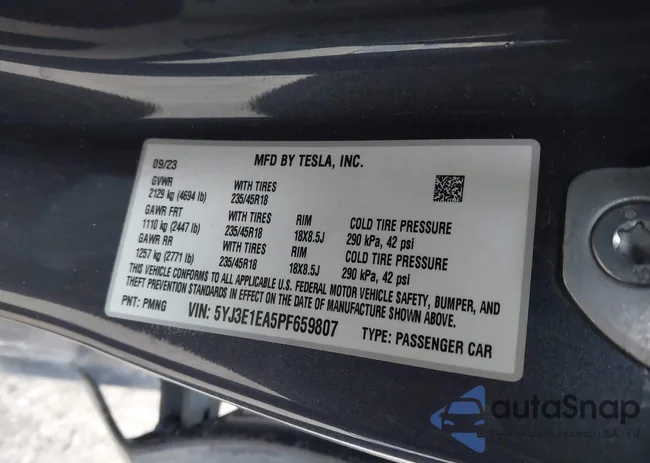 09/23 MFD BY TESLA, INC.
GVWR WITH TIRES
2129 kg (4694 lb) 235/45R18
GAWR FRT WITH TIRES RIM COLD TIRE PRESSURE
1110 kg (2447 lb) 235/45R18 18X8.5J 290 kPa, 42 psi
GAWR RR WITH TIRES RIM COLD TIRE PRESSURE
1257 kg (2771 lb) 235/45R18 18X8.5J 290 kPa, 42 psi
THIS VEHICLE CONFORMS TO ALL APPLICABLE U.S. FEDERAL MOTOR VEHICLE SAFETY, BUMPER, AND
THEFT PREVENTION STANDARDS IN EFFECT ON THE DATE OF MANUFACTURE SHOWN ABOVE.
PNT: PMNG VIN: 5YJ3E1EA5PF659807 TYPE: PASSENGER CAR
autoSnap